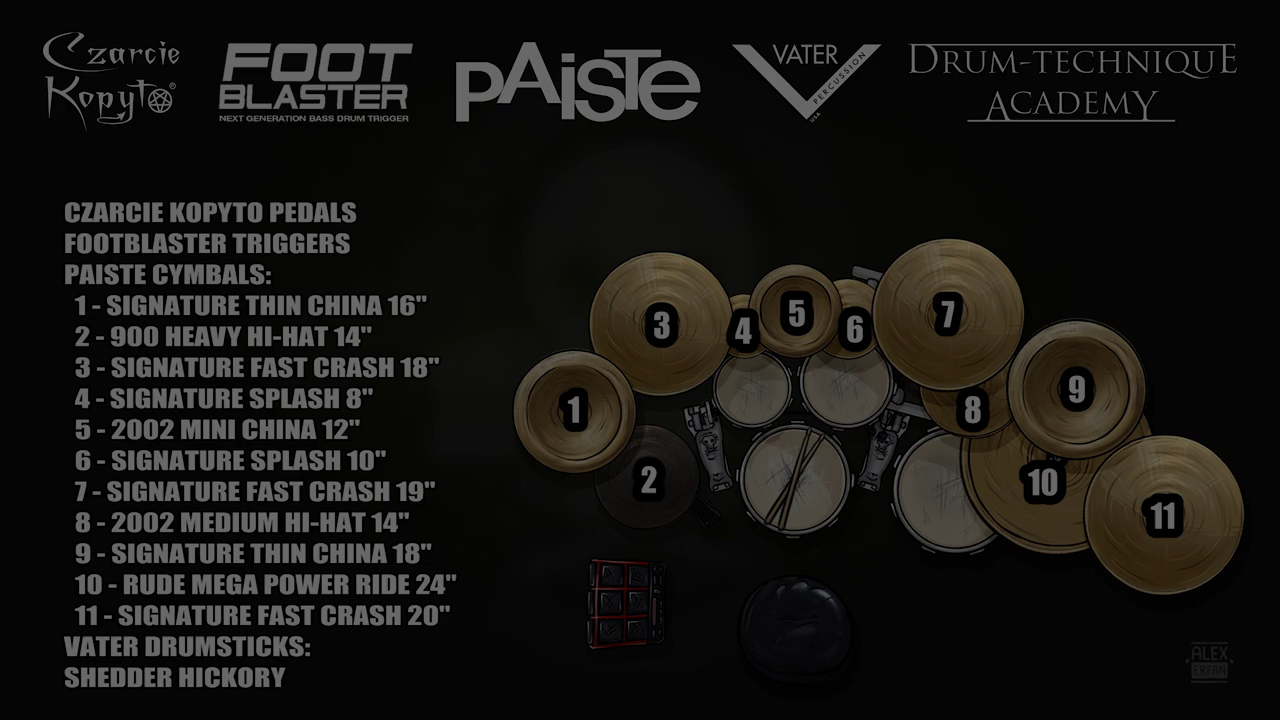 Czarcie
Kopyto®
FOOT
BLASTER
NEXT GENERATION BASS DRUM TRIGGER
PAiSTe
VATER
PERCUSSION
USA
DRUM-TECHNIQUE
ACADEMY
CZARCIE KOPYTO PEDALS
FOOTBLASTER TRIGGERS
PAISTE CYMBALS:
1 - SIGNATURE THIN CHINA 16"
2 - 900 HEAVY HI-HAT 14"
3 - SIGNATURE FAST CRASH 18"
4 - SIGNATURE SPLASH 8"
5 - 2002 MINI CHINA 12"
6 - SIGNATURE SPLASH 10"
7 - SIGNATURE FAST CRASH 19"
8 - 2002 MEDIUM HI-HAT 14"
9 - SIGNATURE THIN CHINA 18"
10 - RUDE MEGA POWER RIDE 24"
11 - SIGNATURE FAST CRASH 20"
VATER DRUMSTICKS:
SHEDDER HICKORY
1
2
3
4
5
6
7
8
9
10
11
ALEX
ERFAN